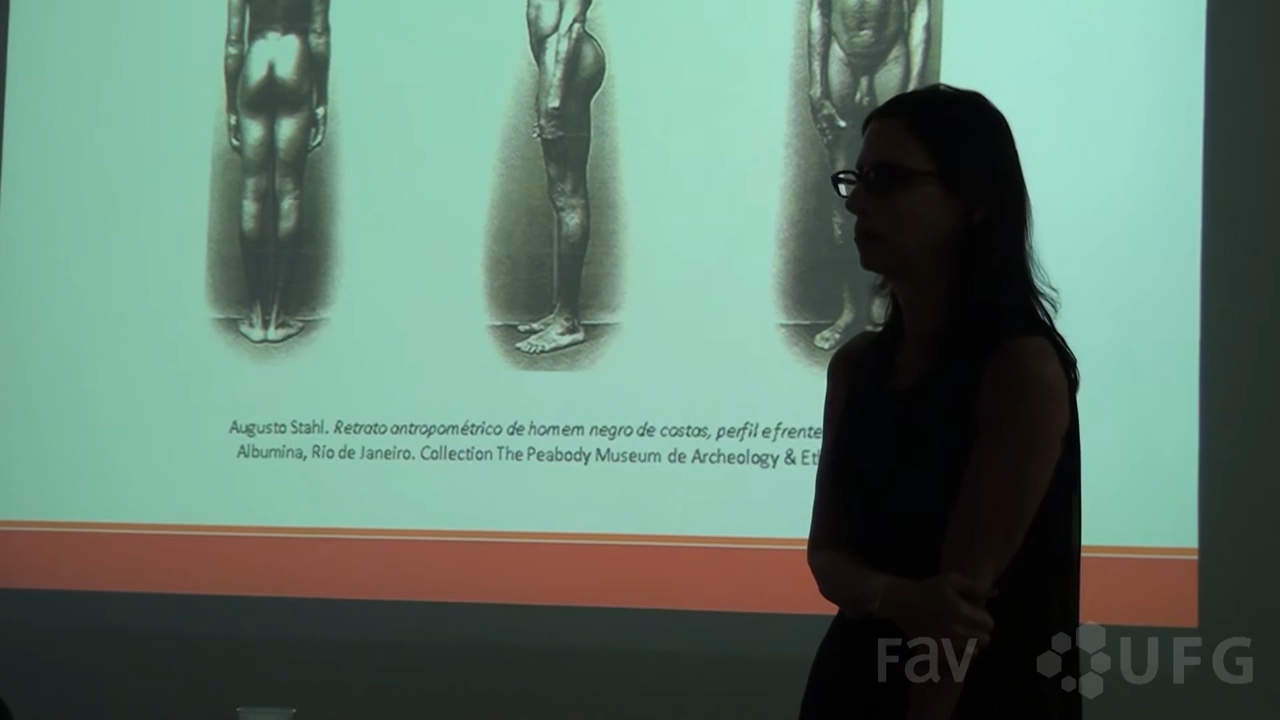 Augusto Stahl. Retrato antropométrico de homem negro de costas, perfil e frente
Albumina, Rio de Janeiro. Collection The Peabody Museum de Archeology &
FaV UFG